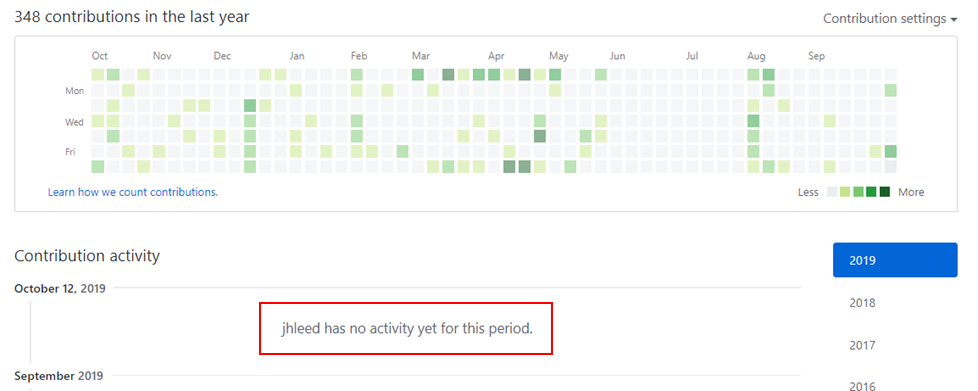 348 contributions in the last year
Contribution settings
Oct Nov Dec Jan Feb Mar Apr May Jun Jul Aug Sep
Mon
Wed
Fri
Learn how we count contributions.
Less More
Contribution activity
2019
October 12, 2019
2018
jhleed has no activity yet for this period.
2017
September 2019
2016